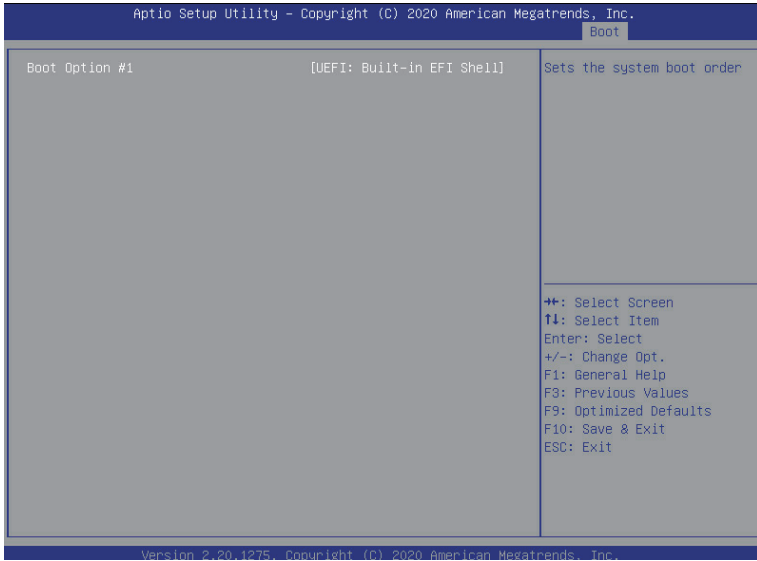 Aptio Setup Utility – Copyright (C) 2020 American Megatrends, Inc.
Boot
Boot Option #1 [UEFI: Built-in EFI Shell]
Sets the system boot order
→←: Select Screen
↑↓: Select Item
Enter: Select
+/-: Change Opt.
F1: General Help
F3: Previous Values
F9: Optimized Defaults
F10: Save & Exit
ESC: Exit
Version 2.20.1275. Copyright (C) 2020 American Megatrends, Inc.